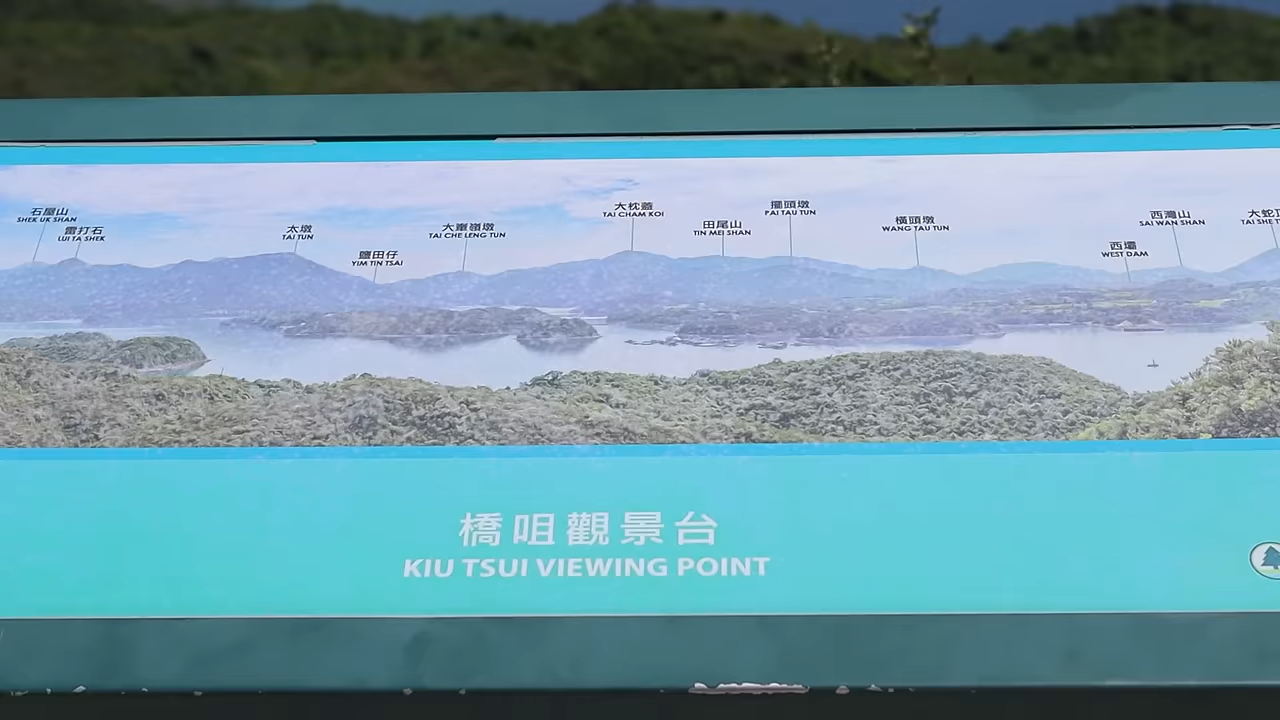 石屋山
SHEK UK SHAN
雷打石
LUI TA SHEK
太墩
TAI TUN
鹽田仔
YIM TIN TSAI
大輋嶺墩
TAI CHE LENG TUN
大枕蓋
TAI CHAM KOI
田尾山
TIN MEI SHAN
擺頭墩
PAI TAU TUN
橫頭墩
WANG TAU TUN
西壩
WEST DAM
西灣山
SAI WAN SHAN
大蛇
TAI SHE
橋咀觀景台
KIU TSUI VIEWING POINT